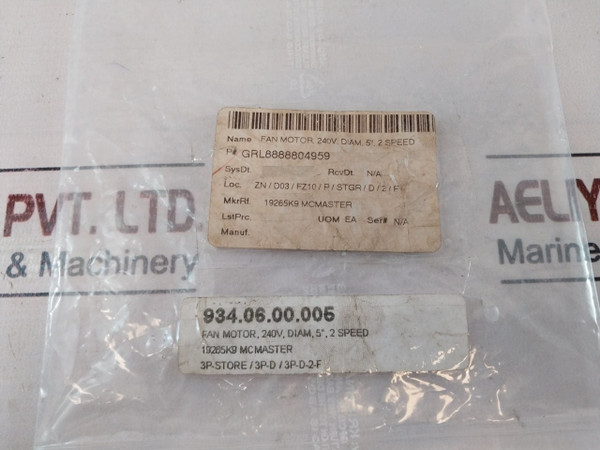 Name FAN MOTOR, 240V, DIAM, 5", 2 SPEED
P# GRL8888804959
SysDt. RcvrDt. N/A
Loc. ZN / D03 / FZ10 / P / STGR / D / 2 / F
MkrRf. 19265K9 MCMASTER
LstPrc. UOM EA Ser# N/A
Manuf.
PVT. LTD.
& Machinery
AELIY
Marine
934.06.00.005
FAN MOTOR, 240V, DIAM, 5", 2 SPEED
19265K9 MCMASTER
3P-STORE / 3P-D / 3P-D-2-F